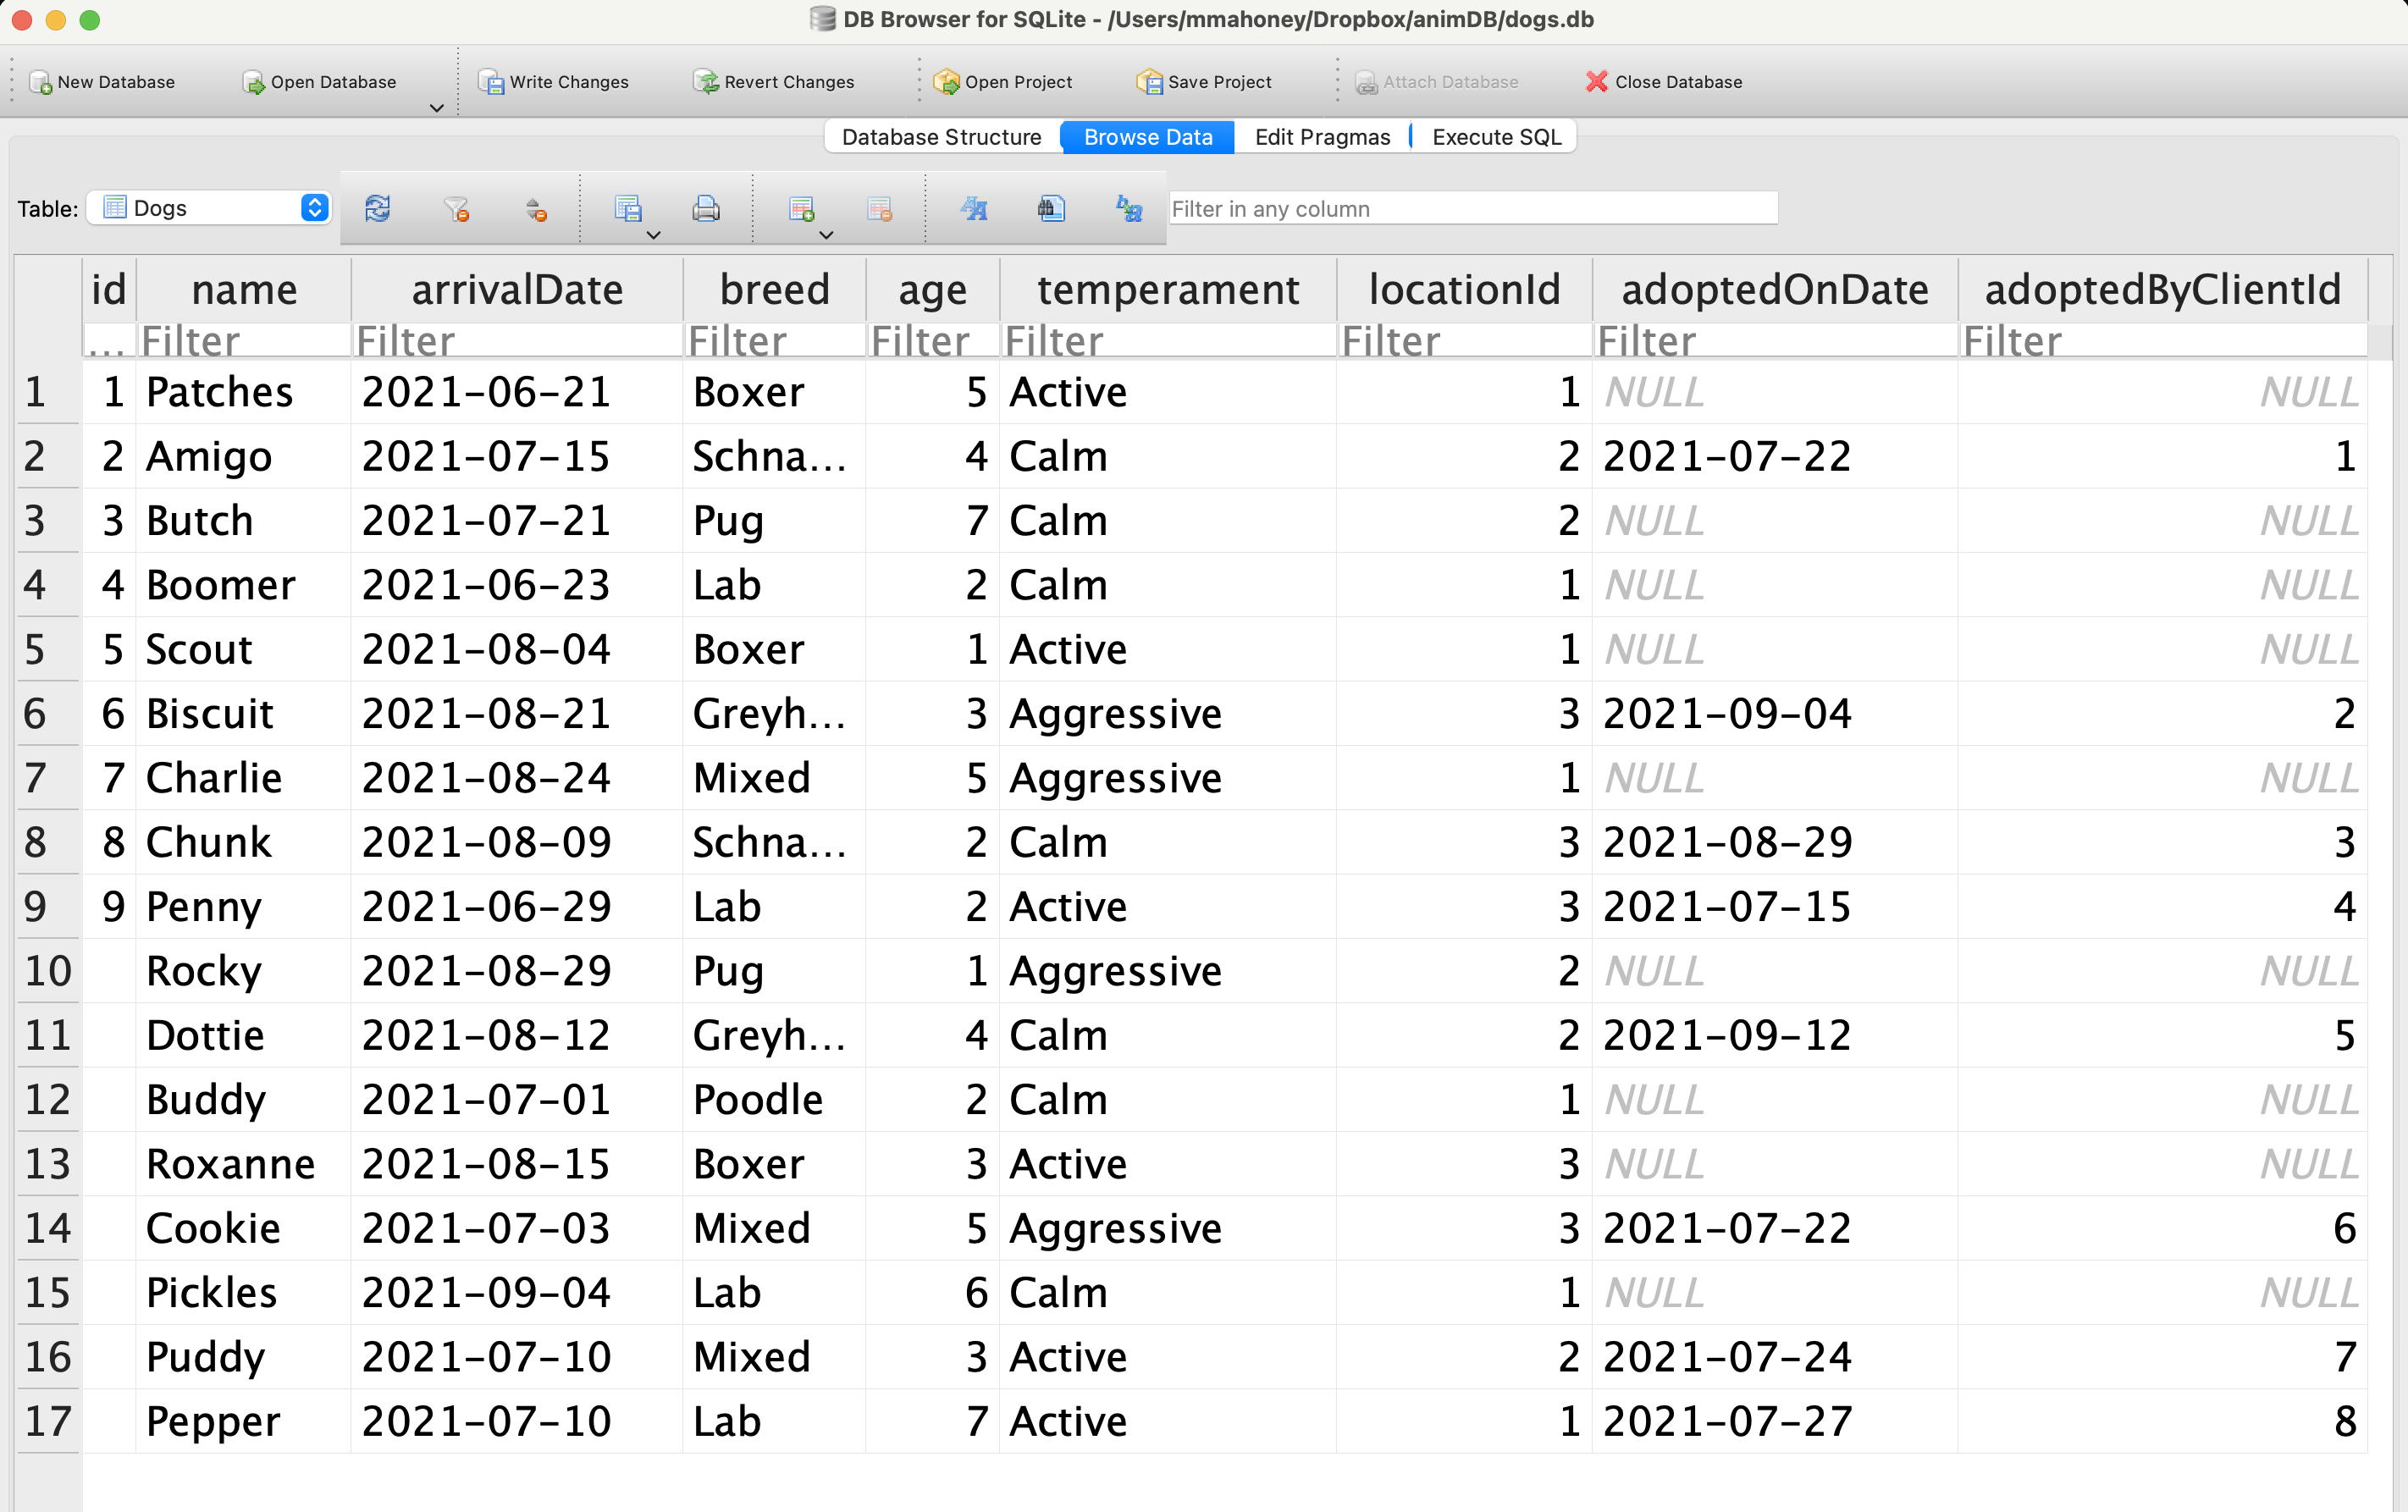 DB Browser for SQLite - /Users/mmahoney/Dropbox/animDB/dogs.db
New Database Open Database Write Changes Revert Changes Open Project Save Project Attach Database Close Database
Database Structure Browse Data Edit Pragmas Execute SQL
Table: Dogs Filter in any column
id name arrivalDate breed age temperament locationId adoptedOnDate adoptedByClientId
... Filter Filter Filter Filter Filter Filter Filter Filter
1 1 Patches 2021-06-21 Boxer 5 Active 1 NULL NULL
2 2 Amigo 2021-07-15 Schna... 4 Calm 2 2021-07-22 1
3 3 Butch 2021-07-21 Pug 7 Calm 2 NULL NULL
4 4 Boomer 2021-06-23 Lab 2 Calm 1 NULL NULL
5 5 Scout 2021-08-04 Boxer 1 Active 1 NULL NULL
6 6 Biscuit 2021-08-21 Greyh... 3 Aggressive 3 2021-09-04 2
7 7 Charlie 2021-08-24 Mixed 5 Aggressive 1 NULL NULL
8 8 Chunk 2021-08-09 Schna... 2 Calm 3 2021-08-29 3
9 9 Penny 2021-06-29 Lab 2 Active 3 2021-07-15 4
10 Rocky 2021-08-29 Pug 1 Aggressive 2 NULL NULL
11 Dottie 2021-08-12 Greyh... 4 Calm 2 2021-09-12 5
12 Buddy 2021-07-01 Poodle 2 Calm 1 NULL NULL
13 Roxanne 2021-08-15 Boxer 3 Active 3 NULL NULL
14 Cookie 2021-07-03 Mixed 5 Aggressive 3 2021-07-22 6
15 Pickles 2021-09-04 Lab 6 Calm 1 NULL NULL
16 Puddy 2021-07-10 Mixed 3 Active 2 2021-07-24 7
17 Pepper 2021-07-10 Lab 7 Active 1 2021-07-27 8